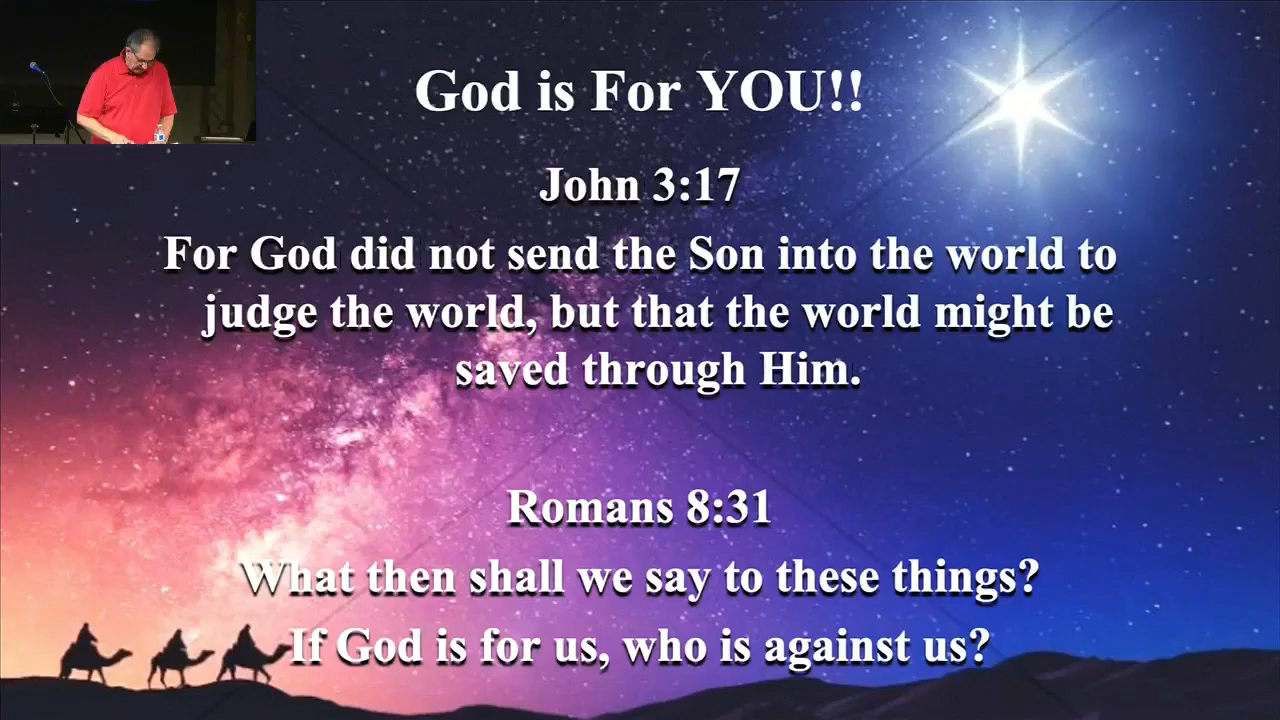 God is For YOU!!
John 3:17
For God did not send the Son into the world to
judge the world, but that the world might be
saved through Him.
Romans 8:31
What then shall we say to these things?
If God is for us, who is against us?